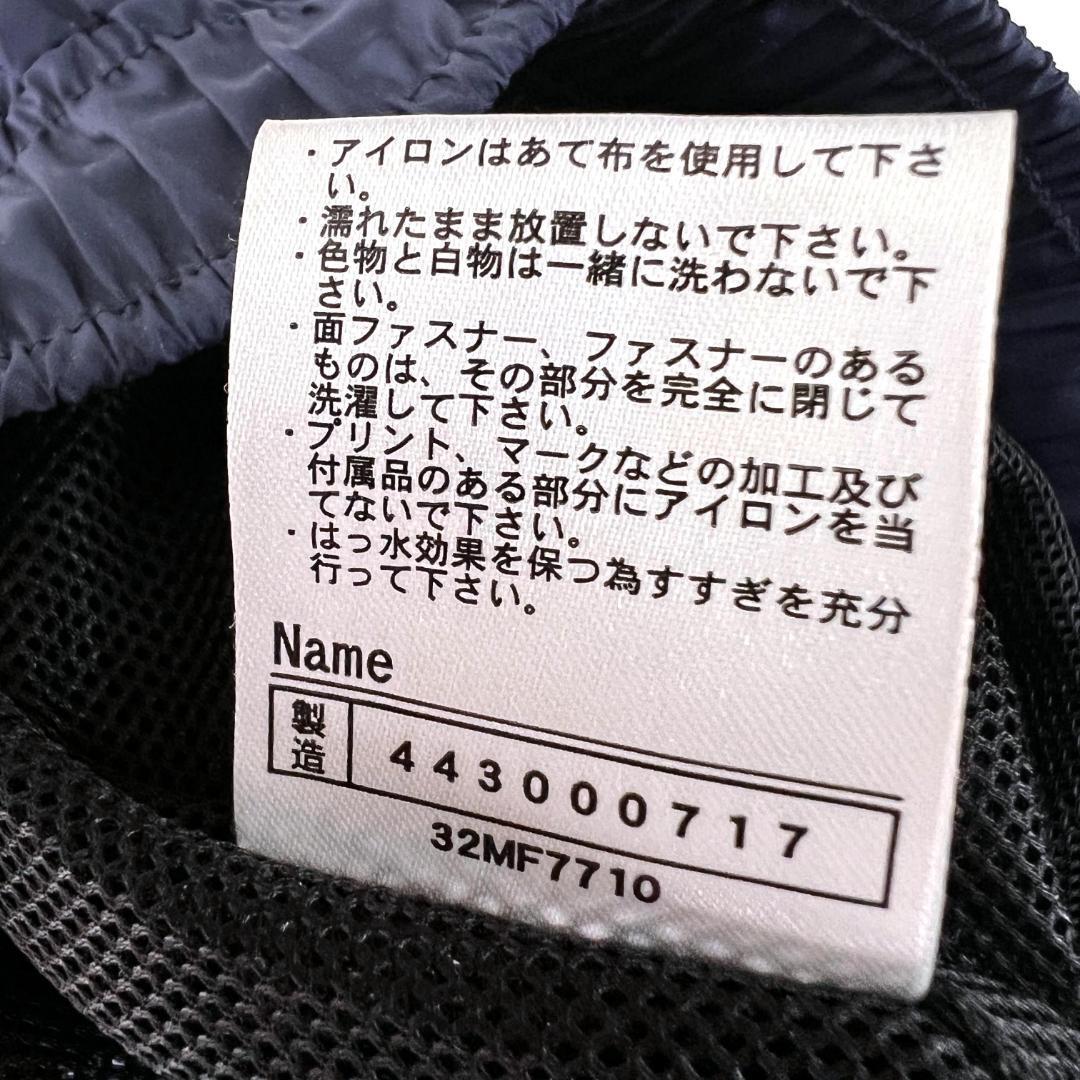 ・アイロンはあて布を使用して下さ
い。
・濡れたまま放置しないで下さい。
・色物と白物は一緒に洗わないで下
さい。
・面ファスナー、ファスナーのある
ものは、その部分を完全に閉じて
洗濯して下さい。
・プリント、マークなどの加工及び
付属品のある部分にアイロンを当
てないで下さい。
・はっ水効果を保つ為すすぎを充分
行って下さい。
Name
製造 443000717
32MF7710